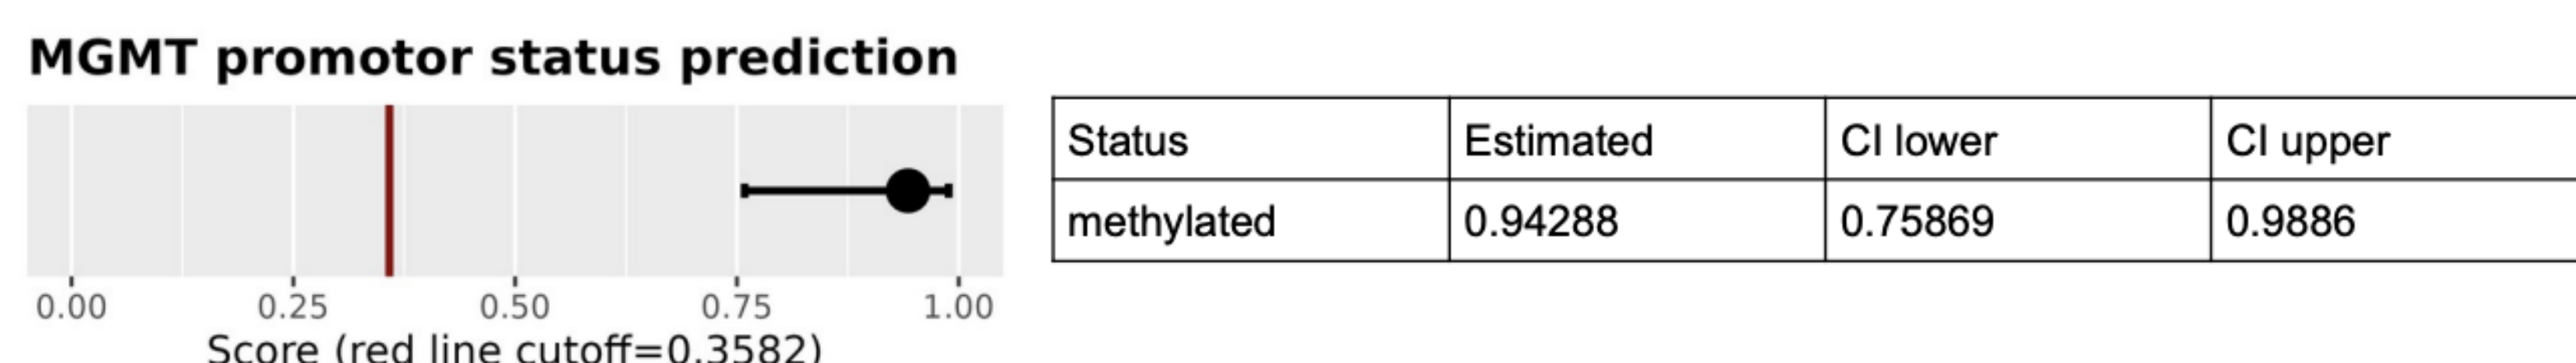 MGMT promotor status prediction
Status Estimated CI lower CI upper
methylated 0.94288 0.75869 0.9886
0.00 0.25 0.50 0.75 1.00
Score (red line cutoff=0.3582)